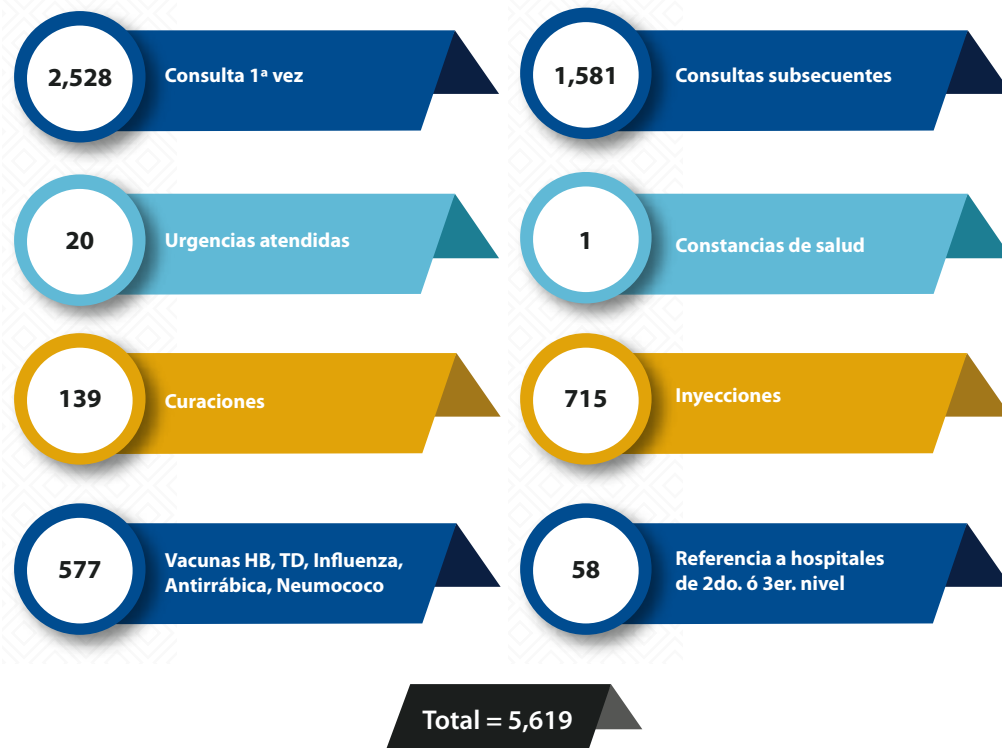 2,528
Consulta 1ª vez
1,581
Consultas subsecuentes
20
Urgencias atendidas
1
Constancias de salud
139
Curaciones
715
Inyecciones
577
Vacunas HB, TD, Influenza,
Antirrábica, Neumococo
58
Referencia a hospitales
de 2do. ó 3er. nivel
Total = 5,619